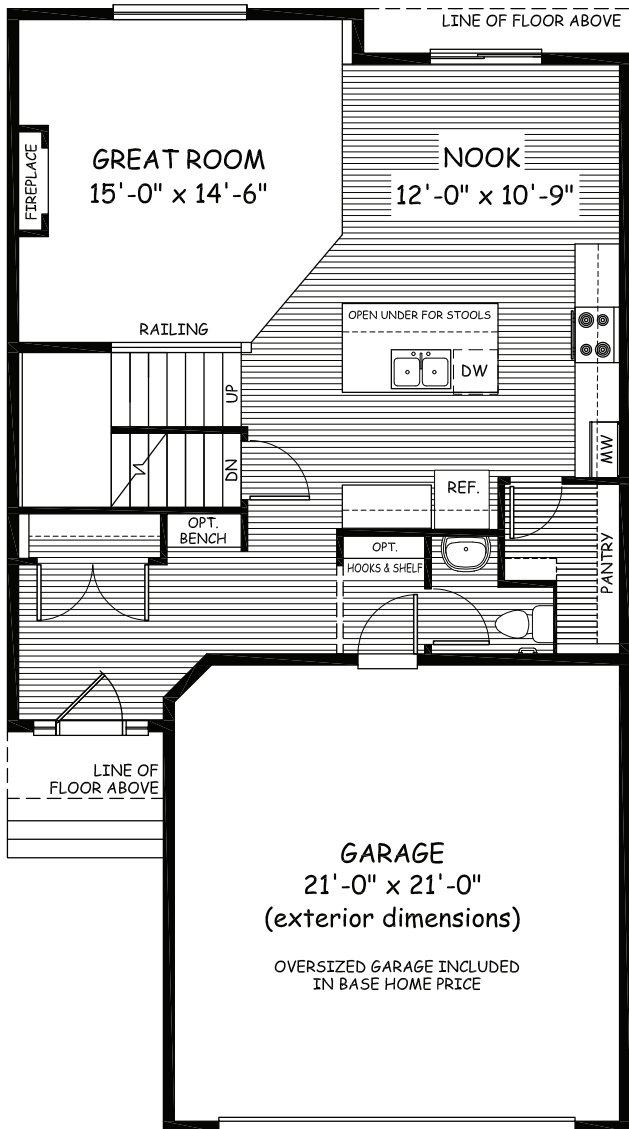 LINE OF FLOOR ABOVE
FIREPLACE
GREAT ROOM
15'-0" x 14'-6"
NOOK
12'-0" x 10'-9"
RAILING
OPEN UNDER FOR STOOLS
DW
UP
DN
MW
REF.
OPT.
BENCH
OPT.
HOOKS & SHELF
PANTRY
LINE OF
FLOOR ABOVE
GARAGE
21'-0" x 21'-0"
(exterior dimensions)
OVERSIZED GARAGE INCLUDED
IN BASE HOME PRICE